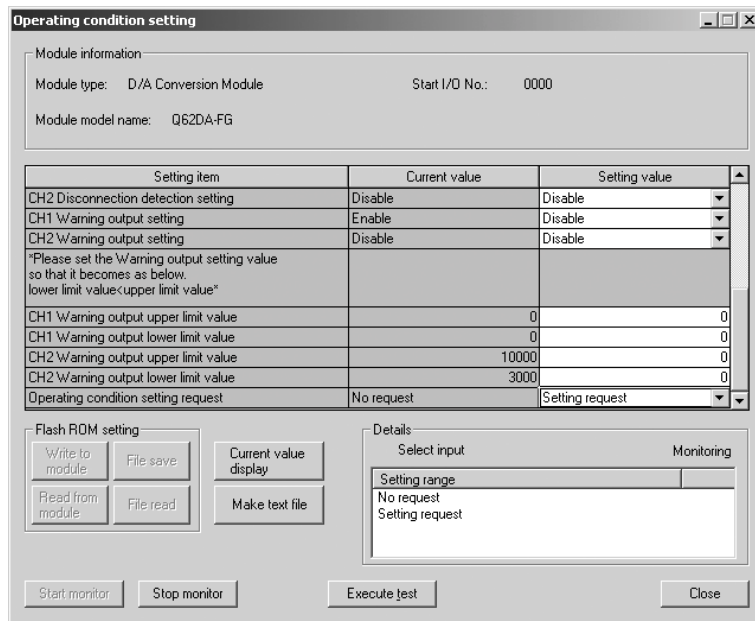 Operating condition setting
Module information
Module type: D/A Conversion Module Start I/O No.: 0000
Module model name: Q62DA-FG
Setting item Current value Setting value
CH2 Disconnection detection setting Disable Disable
CH1 Warning output setting Enable Disable
CH2 Warning output setting Disable Disable
*Please set the Warning output setting value
so that it becomes as below.
lower limit value<upper limit value*
CH1 Warning output upper limit value 0 0
CH1 Warning output lower limit value 0 0
CH2 Warning output upper limit value 10000 0
CH2 Warning output lower limit value 3000 0
Operating condition setting request No request Setting request
Flash ROM setting
Write to
module
File save
Read from
module
File read
Current value
display
Make text file
Details
Select input Monitoring
Setting range
No request
Setting request
Start monitor Stop monitor Execute test Close